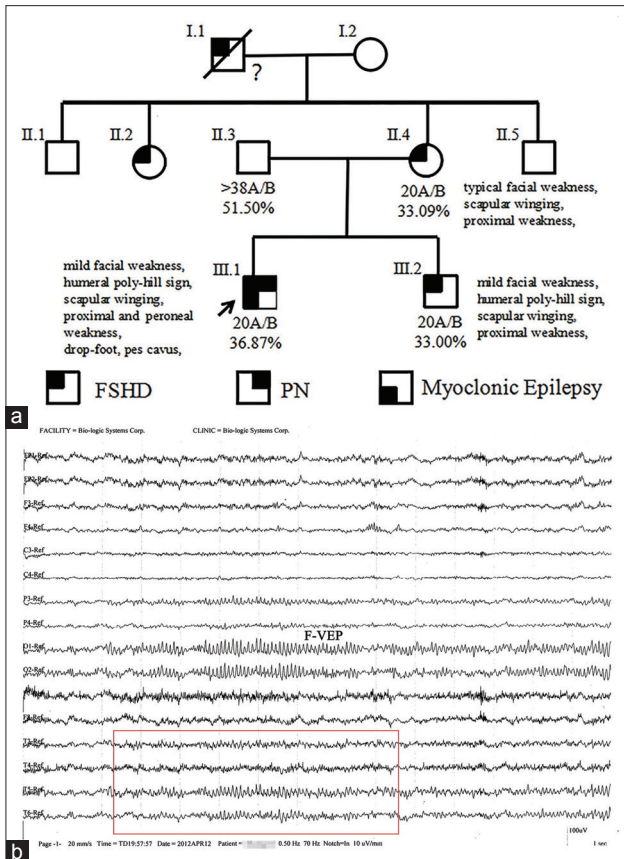 I.1
I.2
?
II.1
II.2
II.3
II.4
II.5
>38A/B
51.50%
20A/B
33.09%
typical facial weakness,
scapular winging,
proximal weakness,
mild facial weakness,
humeral poly-hill sign,
scapular winging,
proximal and peroneal
weakness,
drop-foot, pes cavus,
III.1
20A/B
36.87%
III.2
20A/B
33.00%
mild facial weakness,
humeral poly-hill sign,
scapular winging,
proximal weakness,
FSHD
PN
Myoclonic Epilepsy
a
FACILITY = Bio-logic Systems Corp.
CLINIC = Bio-logic Systems Corp.
F3-Ref
F4-Ref
C3-Ref
C4-Ref
P3-Ref
P4-Ref
F-VEP
O1-Ref
O2-Ref
T3-Ref
T4-Ref
T5-Ref
T6-Ref
100uV
Page -1- 20 mm/s Time = TD19:57:57 Date = 2012APR12 Patient = 0.50 Hz 70 Hz Notch=In 10 uV/mm
1 sec
b